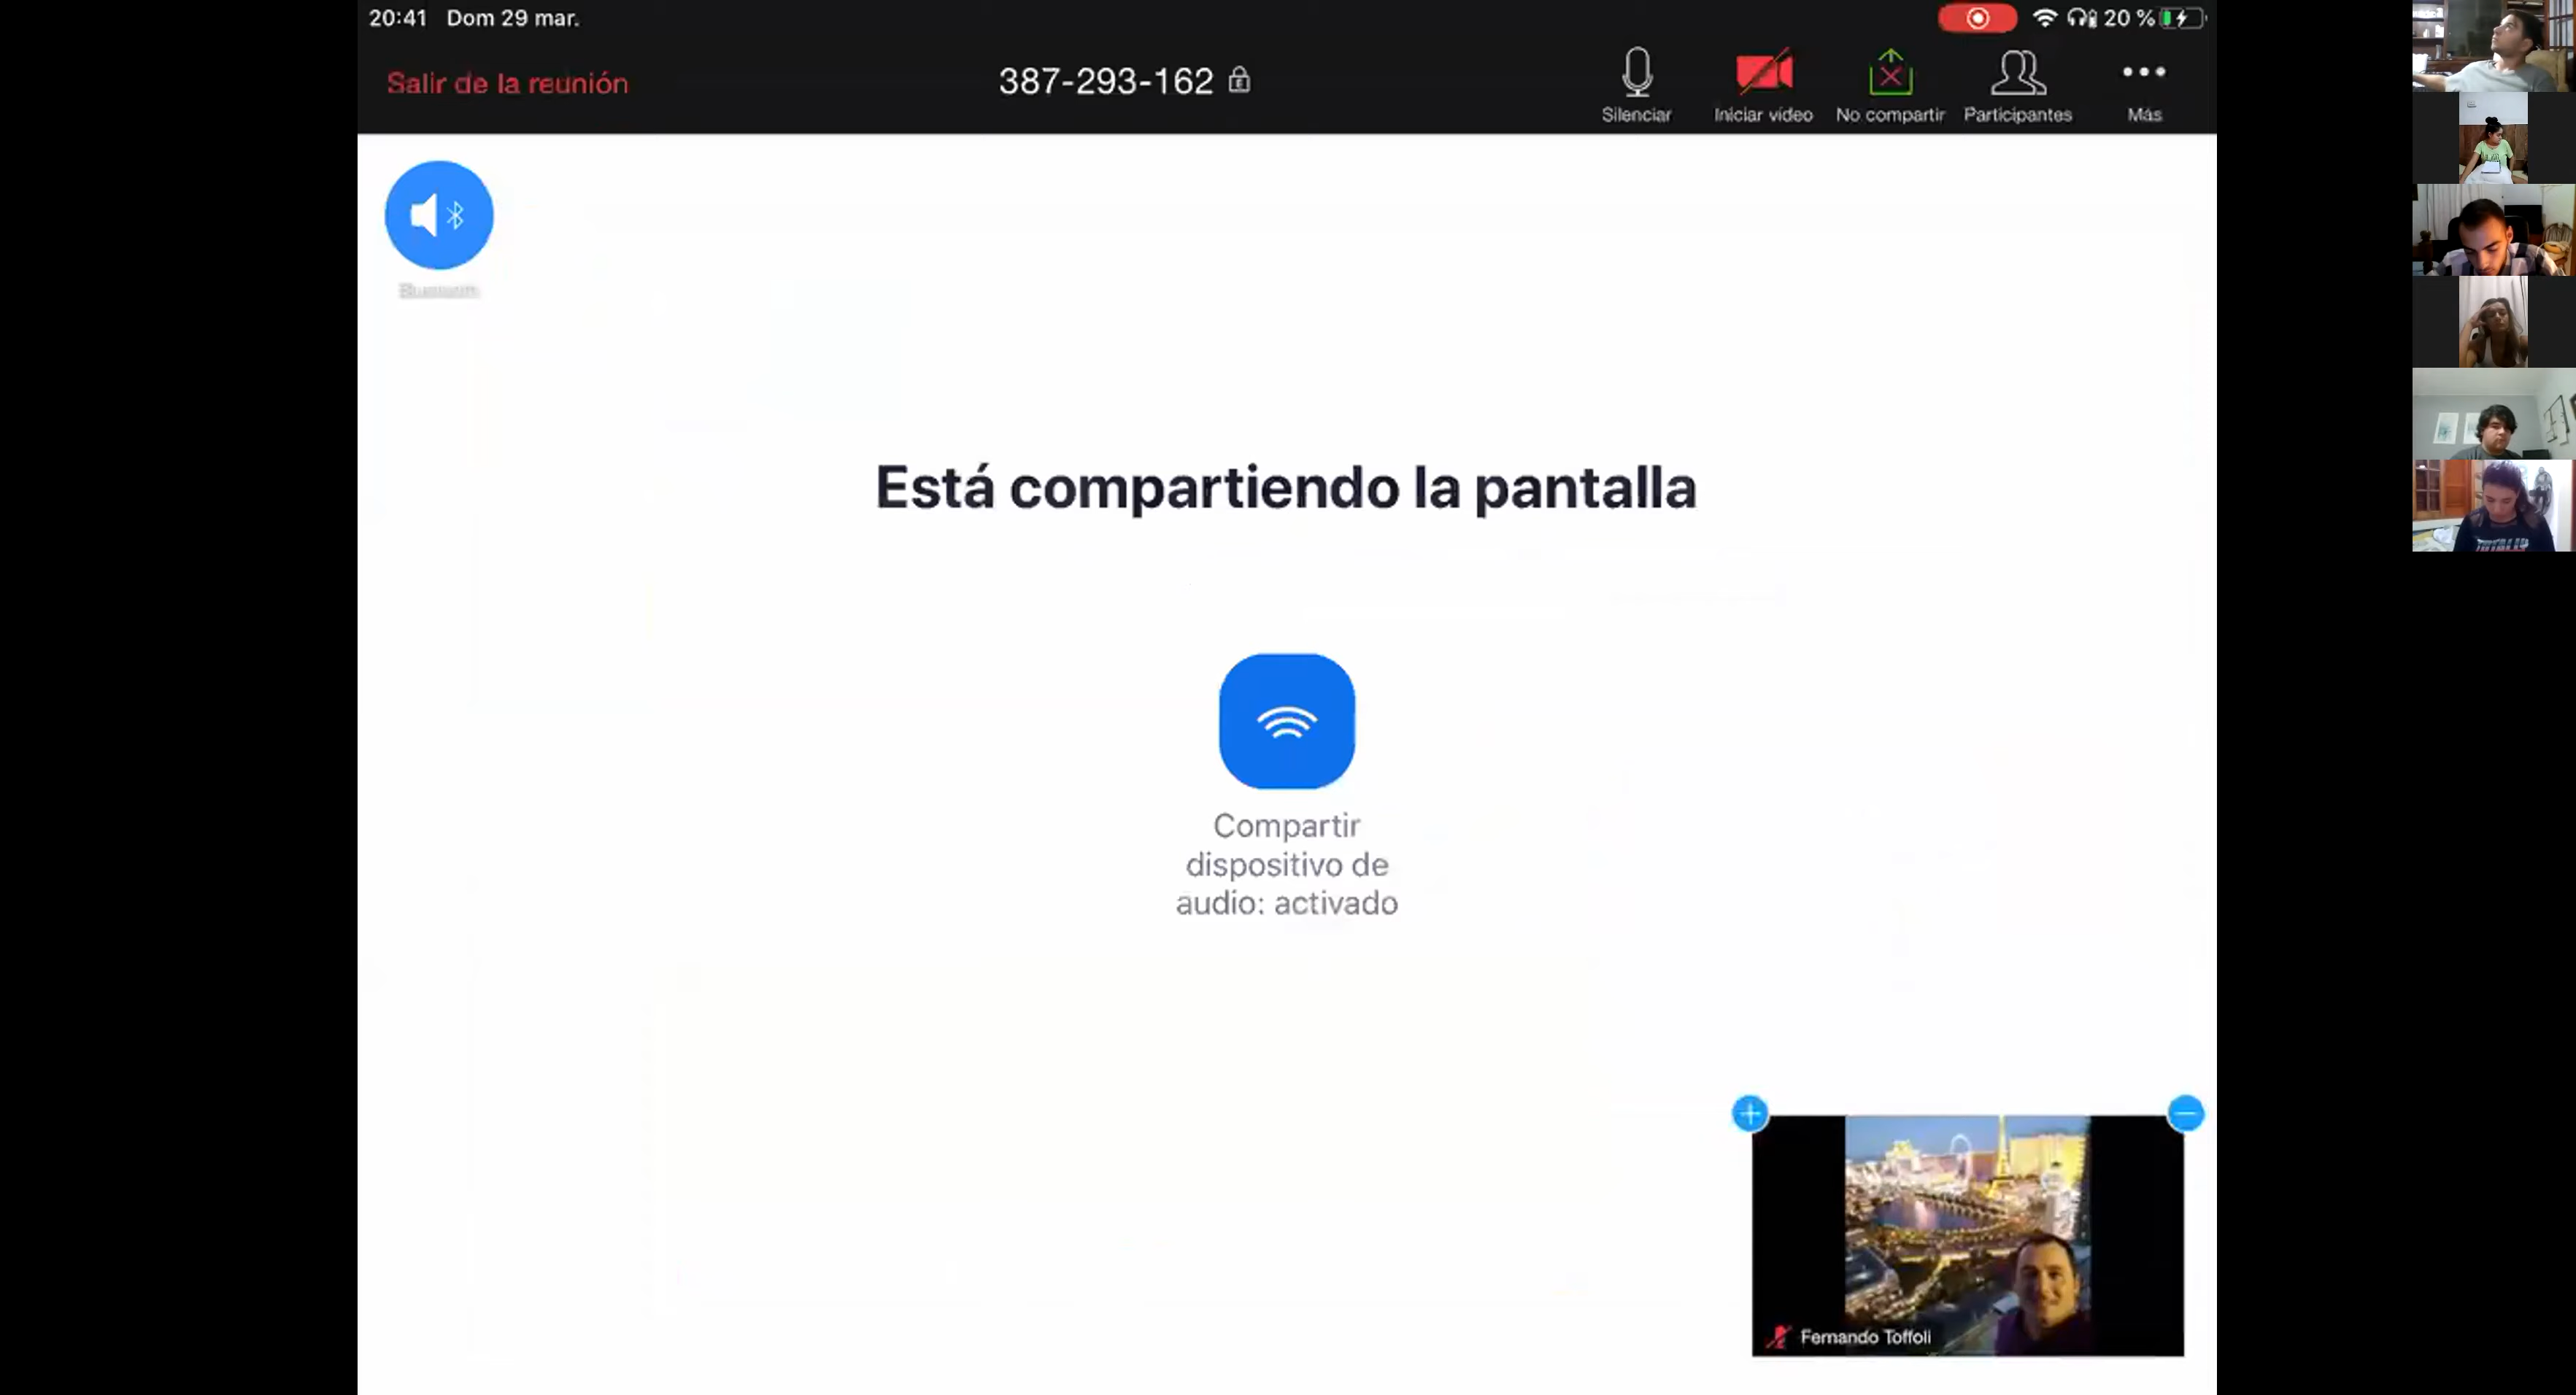 20:41 Dom 29 mar.
20 %
Salir de la reunión
387-293-162
Silenciar
Iniciar vídeo
No compartir
Participantes
Más
Está compartiendo la pantalla
Compartir
dispositivo de
audio: activado
Fernando Toffoli